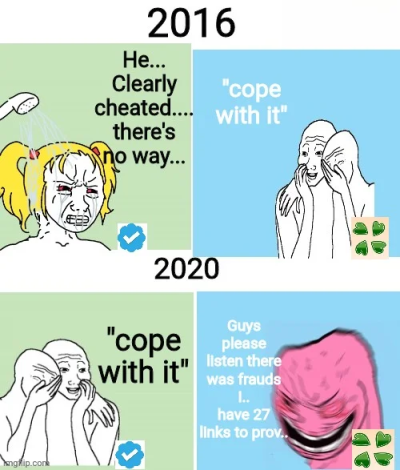 2016
He...
Clearly
cheated....
there's
no way...
"cope
with it"
2020
"cope
with it"
Guys
please
listen there
was frauds
I..
have 27
links to prov..
imgflip.com